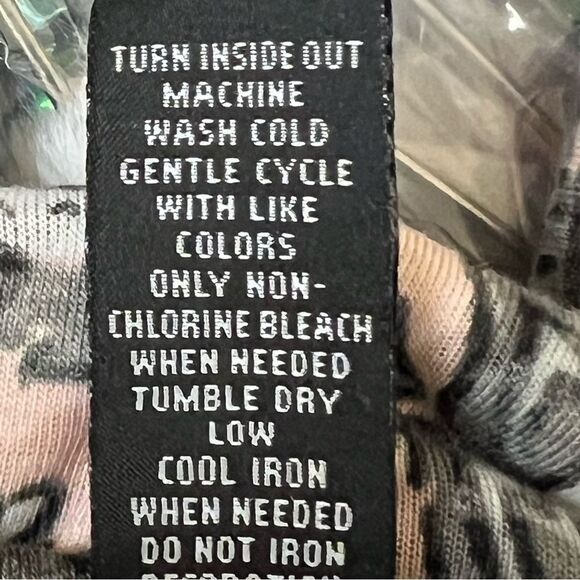 TURN INSIDE OUT
MACHINE
WASH COLD
GENTLE CYCLE
WITH LIKE
COLORS
ONLY NON-
CHLORINE BLEACH
WHEN NEEDED
TUMBLE DRY
LOW
COOL IRON
WHEN NEEDED
DO NOT IRON